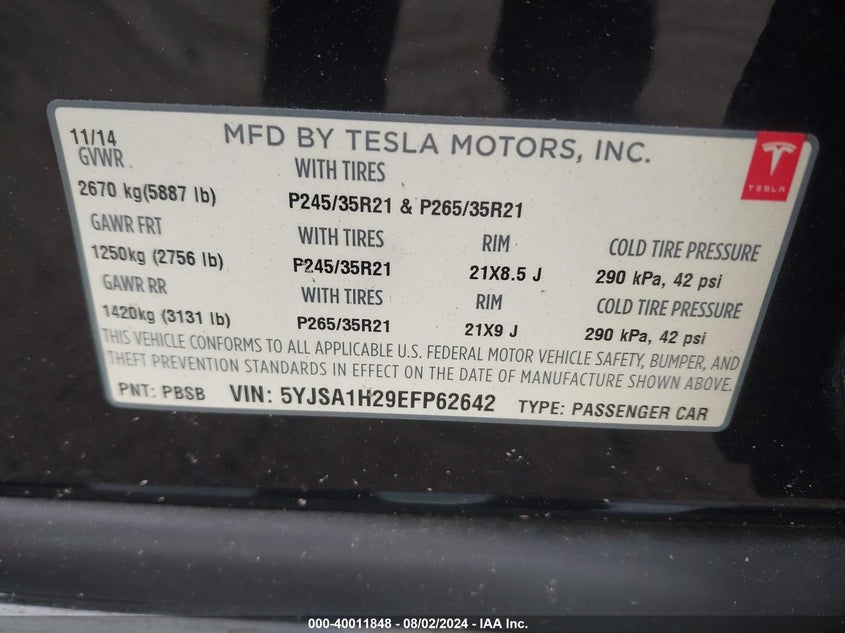 11/14 MFD BY TESLA MOTORS, INC.
GVWR WITH TIRES
2670 kg(5887 lb) P245/35R21 & P265/35R21
GAWR FRT WITH TIRES RIM COLD TIRE PRESSURE
1250kg (2756 lb) P245/35R21 21X8.5 J 290 kPa, 42 psi
GAWR RR WITH TIRES RIM COLD TIRE PRESSURE
1420kg (3131 lb) P265/35R21 21X9 J 290 kPa, 42 psi
THIS VEHICLE CONFORMS TO ALL APPLICABLE U.S. FEDERAL MOTOR VEHICLE SAFETY, BUMPER, AND
THEFT PREVENTION STANDARDS IN EFFECT ON THE DATE OF MANUFACTURE SHOWN ABOVE.
PNT: PBSB VIN: 5YJSA1H29EFP62642 TYPE: PASSENGER CAR
TESLA
000-40011848 - 08/02/2024 - IAA Inc.